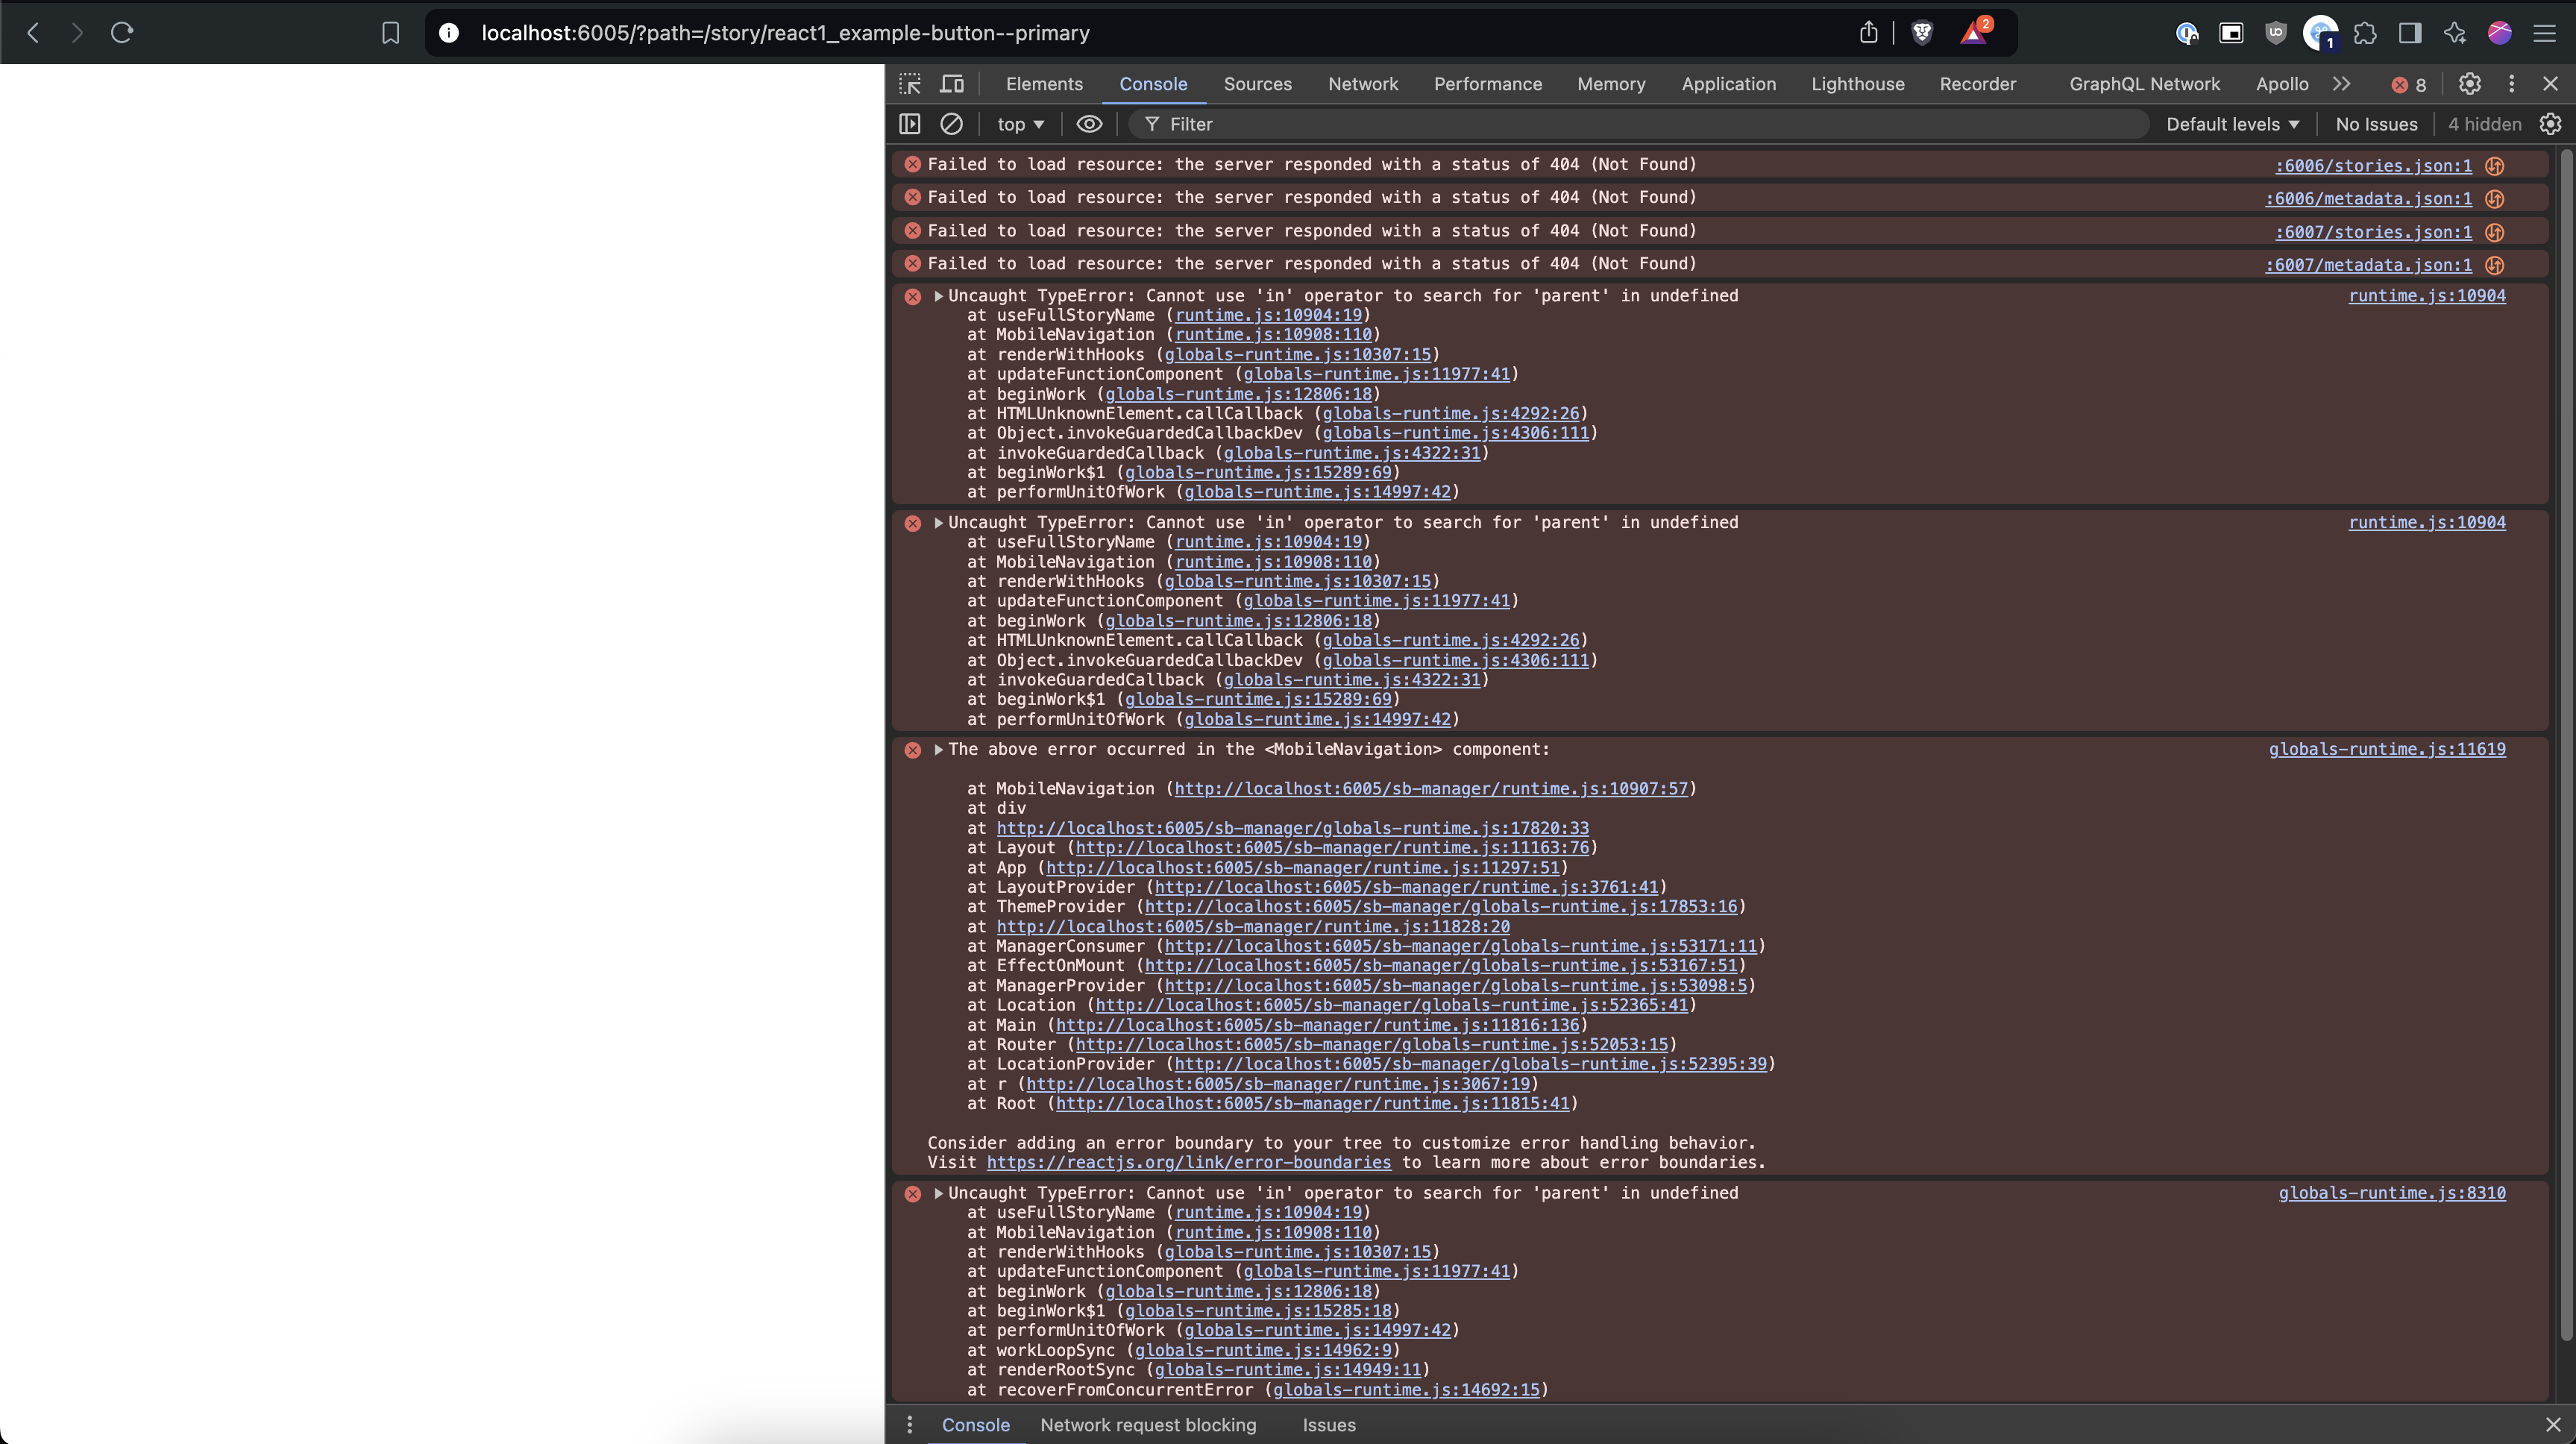 localhost:6005/?path=/story/react1_example-button--primary
2
1
Elements Console Sources Network Performance Memory Application Lighthouse Recorder GraphQL Network Apollo 8
top Filter Default levels No Issues 4 hidden
Failed to load resource: the server responded with a status of 404 (Not Found) :6006/stories.json:1
Failed to load resource: the server responded with a status of 404 (Not Found) :6006/metadata.json:1
Failed to load resource: the server responded with a status of 404 (Not Found) :6007/stories.json:1
Failed to load resource: the server responded with a status of 404 (Not Found) :6007/metadata.json:1
Uncaught TypeError: Cannot use 'in' operator to search for 'parent' in undefined runtime.js:10904
at useFullStoryName (runtime.js:10904:19)
at MobileNavigation (runtime.js:10908:110)
at renderWithHooks (globals-runtime.js:10307:15)
at updateFunctionComponent (globals-runtime.js:11977:41)
at beginWork (globals-runtime.js:12806:18)
at HTMLUnknownElement.callCallback (globals-runtime.js:4292:26)
at Object.invokeGuardedCallbackDev (globals-runtime.js:4306:111)
at invokeGuardedCallback (globals-runtime.js:4322:31)
at beginWork$1 (globals-runtime.js:15289:69)
at performUnitOfWork (globals-runtime.js:14997:42)
Uncaught TypeError: Cannot use 'in' operator to search for 'parent' in undefined runtime.js:10904
at useFullStoryName (runtime.js:10904:19)
at MobileNavigation (runtime.js:10908:110)
at renderWithHooks (globals-runtime.js:10307:15)
at updateFunctionComponent (globals-runtime.js:11977:41)
at beginWork (globals-runtime.js:12806:18)
at HTMLUnknownElement.callCallback (globals-runtime.js:4292:26)
at Object.invokeGuardedCallbackDev (globals-runtime.js:4306:111)
at invokeGuardedCallback (globals-runtime.js:4322:31)
at beginWork$1 (globals-runtime.js:15289:69)
at performUnitOfWork (globals-runtime.js:14997:42)
The above error occurred in the <MobileNavigation> component: globals-runtime.js:11619
at MobileNavigation (http://localhost:6005/sb-manager/runtime.js:10907:57)
at div
at http://localhost:6005/sb-manager/globals-runtime.js:17820:33
at Layout (http://localhost:6005/sb-manager/runtime.js:11163:76)
at App (http://localhost:6005/sb-manager/runtime.js:11297:51)
at LayoutProvider (http://localhost:6005/sb-manager/runtime.js:3761:41)
at ThemeProvider (http://localhost:6005/sb-manager/globals-runtime.js:17853:16)
at http://localhost:6005/sb-manager/runtime.js:11828:20
at ManagerConsumer (http://localhost:6005/sb-manager/globals-runtime.js:53171:11)
at EffectOnMount (http://localhost:6005/sb-manager/globals-runtime.js:53167:51)
at ManagerProvider (http://localhost:6005/sb-manager/globals-runtime.js:53098:5)
at Location (http://localhost:6005/sb-manager/globals-runtime.js:52365:41)
at Main (http://localhost:6005/sb-manager/runtime.js:11816:136)
at Router (http://localhost:6005/sb-manager/globals-runtime.js:52053:15)
at LocationProvider (http://localhost:6005/sb-manager/globals-runtime.js:52395:39)
at r (http://localhost:6005/sb-manager/runtime.js:3067:19)
at Root (http://localhost:6005/sb-manager/runtime.js:11815:41)
Consider adding an error boundary to your tree to customize error handling behavior.
Visit https://reactjs.org/link/error-boundaries to learn more about error boundaries.
Uncaught TypeError: Cannot use 'in' operator to search for 'parent' in undefined globals-runtime.js:8310
at useFullStoryName (runtime.js:10904:19)
at MobileNavigation (runtime.js:10908:110)
at renderWithHooks (globals-runtime.js:10307:15)
at updateFunctionComponent (globals-runtime.js:11977:41)
at beginWork (globals-runtime.js:12806:18)
at beginWork$1 (globals-runtime.js:15285:18)
at performUnitOfWork (globals-runtime.js:14997:42)
at workLoopSync (globals-runtime.js:14962:9)
at renderRootSync (globals-runtime.js:14949:11)
at recoverFromConcurrentError (globals-runtime.js:14692:15)
Console Network request blocking Issues